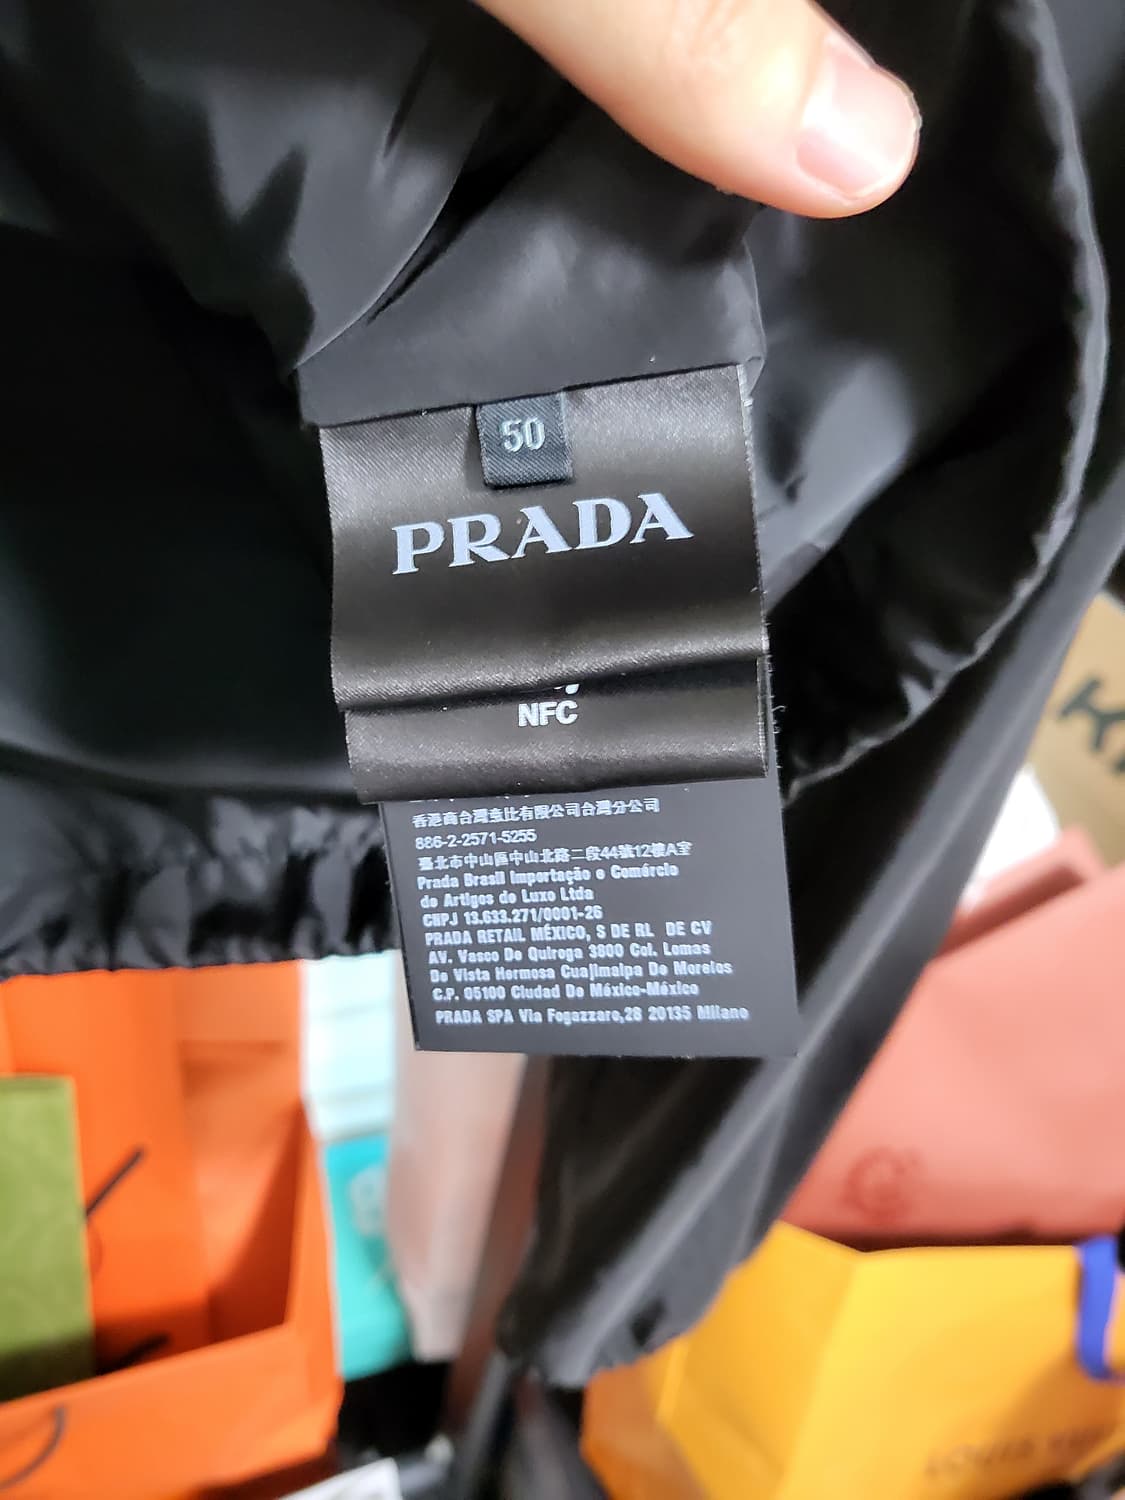 50
PRADA
NFC
香港商台灣壹比有限公司台灣分公司
886-2-2571-5255
臺北市中山區中山北路二段44號12樓A室
Prada Brasil Importação e Comércio
de Artigos de Luxo Ltda
CNPJ 13.633.271/0001-26
PRADA RETAIL MÉXICO, S DE RL DE CV
AV. Vasco De Quiroga 3800 Col. Lomas
De Vista Hermosa Cuajimalpa De Morelos
C.P. 05100 Ciudad De México-México
PRADA SPA Via Fogazzaro,28 20135 Milano
LOUIS